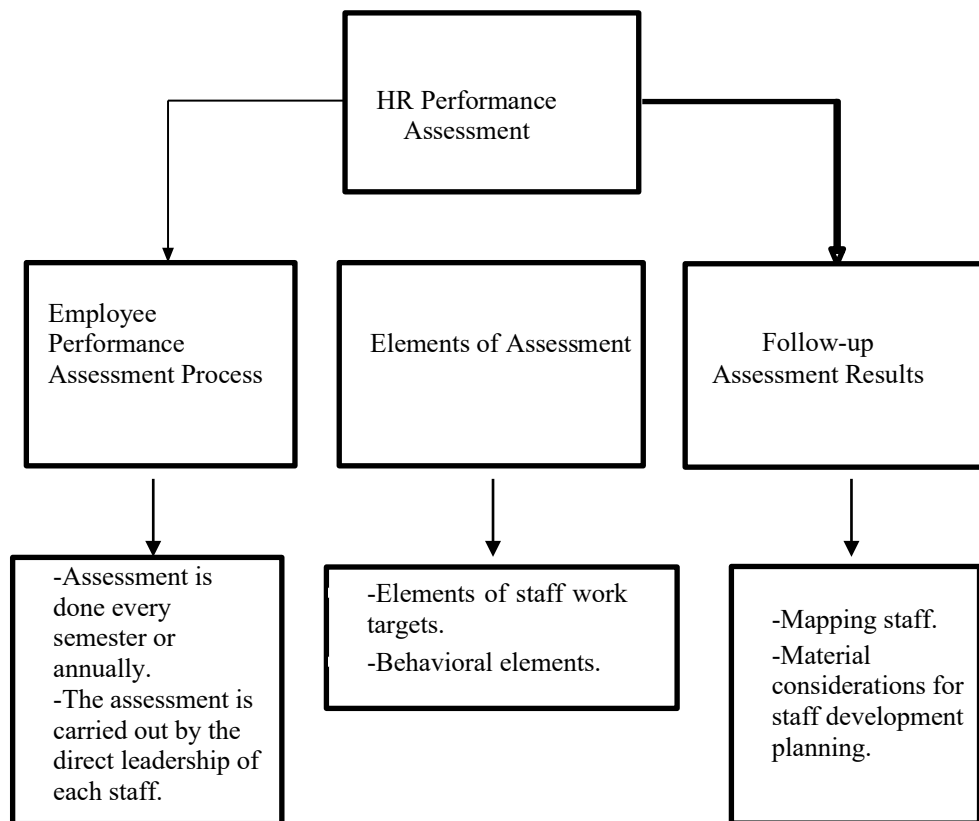 HR Performance
Assessment
Employee
Performance
Assessment Process
Elements of Assessment
Follow-up
Assessment Results
-Assessment is
done every
semester or
annually.
-The assessment is
carried out by the
direct leadership of
each staff.
-Elements of staff work
targets.
-Behavioral elements.
-Mapping staff.
-Material
considerations for
staff development
planning.